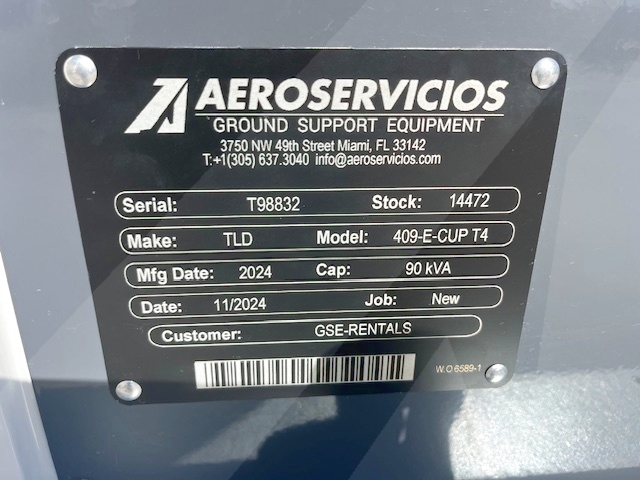 AEROSERVICIOS
GROUND SUPPORT EQUIPMENT
3750 NW 49th Street Miami, FL 33142
T:+1(305) 637.3040 info@aeroservicios.com
Serial: T98832 Stock: 14472
Make: TLD Model: 409-E-CUP T4
Mfg Date: 2024 Cap: 90 kVA
Date: 11/2024 Job: New
Customer: GSE-RENTALS
W.O 6589-1